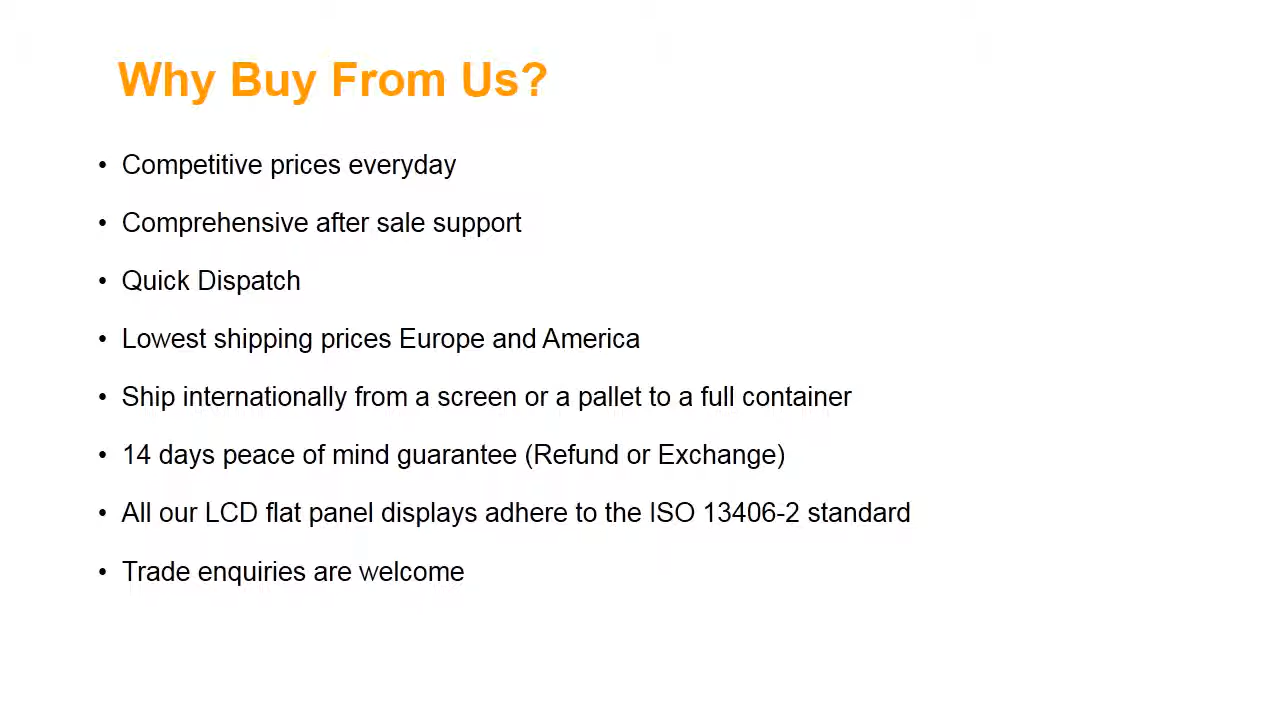 Why Buy From Us?
• Competitive prices everyday
• Comprehensive after sale support
• Quick Dispatch
• Lowest shipping prices Europe and America
• Ship internationally from a screen or a pallet to a full container
• 14 days peace of mind guarantee (Refund or Exchange)
• All our LCD flat panel displays adhere to the ISO 13406-2 standard
• Trade enquiries are welcome